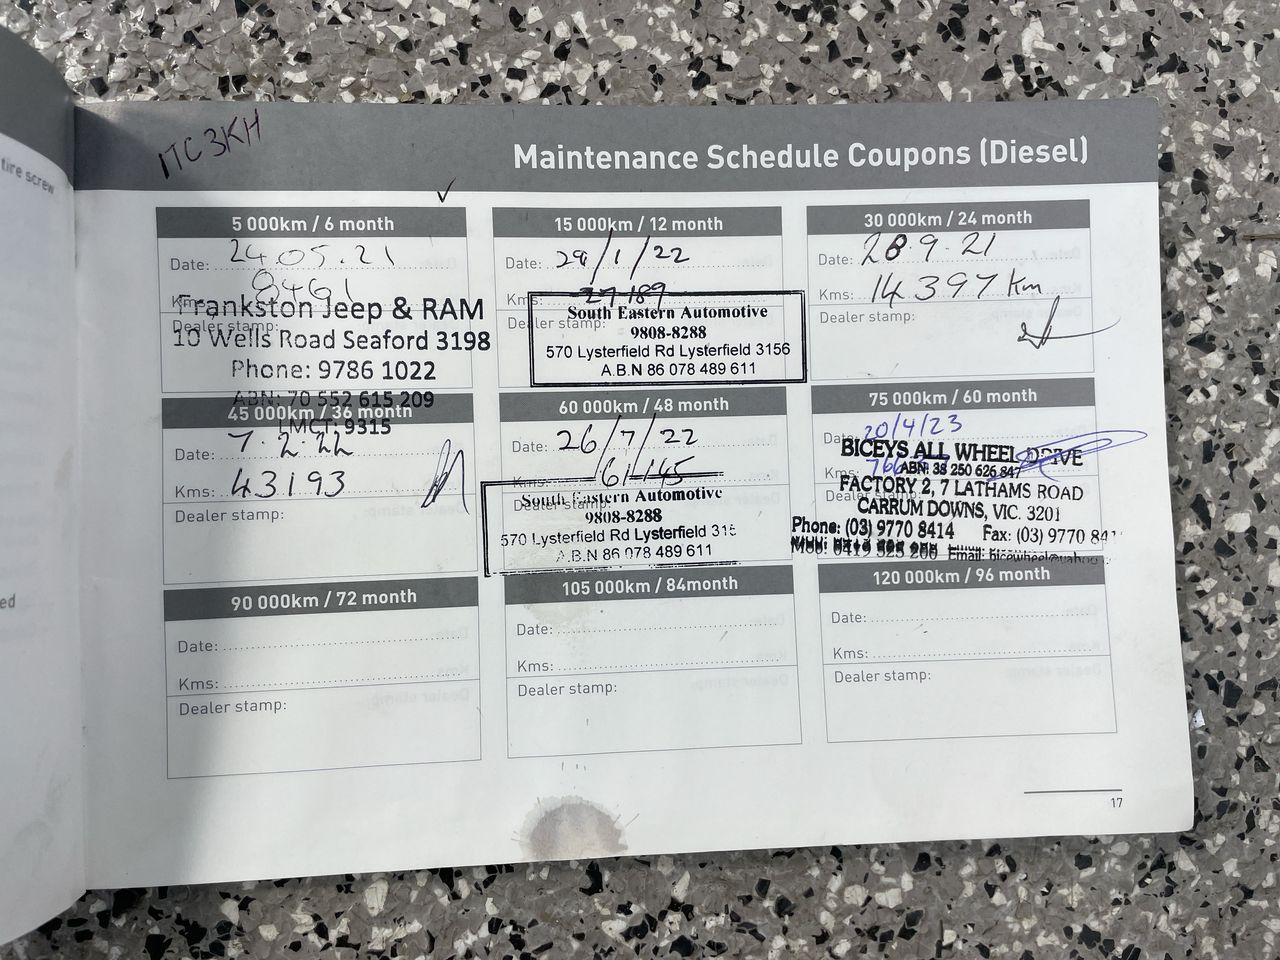 tire screw
ed
1TC3KH
Maintenance Schedule Coupons (Diesel)
5 000km / 6 month
Date: 24.05.21
Kms: 8461
Dealer stamp:
Frankston Jeep & RAM
10 Wells Road Seaford 3198
Phone: 9786 1022
ABN: 70 552 615 209
LMCT: 9315
15 000km / 12 month
Date: 29/1/22
Kms: 27189
Dealer stamp:
South Eastern Automotive
9808-8288
570 Lysterfield Rd Lysterfield 3156
A.B.N 86 078 489 611
30 000km / 24 month
Date: 28.9.21
Kms: 14397 Km
Dealer stamp:
45 000km / 36 month
Date: 7.2.22
Kms: 43193
Dealer stamp:
60 000km / 48 month
Date: 26/7/22
Kms: 61145
Dealer stamp:
South Eastern Automotive
9808-8288
570 Lysterfield Rd Lysterfield 315
A.B.N 86 078 489 611
75 000km / 60 month
Date: 20/4/23
Kms:
Dealer stamp:
BICEYS ALL WHEEL DRIVE
ABN: 38 250 626 847
FACTORY 2, 7 LATHAMS ROAD
CARRUM DOWNS, VIC. 3201
Phone: (03) 9770 8414 Fax: (03) 9770 841
Mob: Email:
90 000km / 72 month
Date:
Kms:
Dealer stamp:
105 000km / 84month
Date:
Kms:
Dealer stamp:
120 000km / 96 month
Date:
Kms:
Dealer stamp:
17